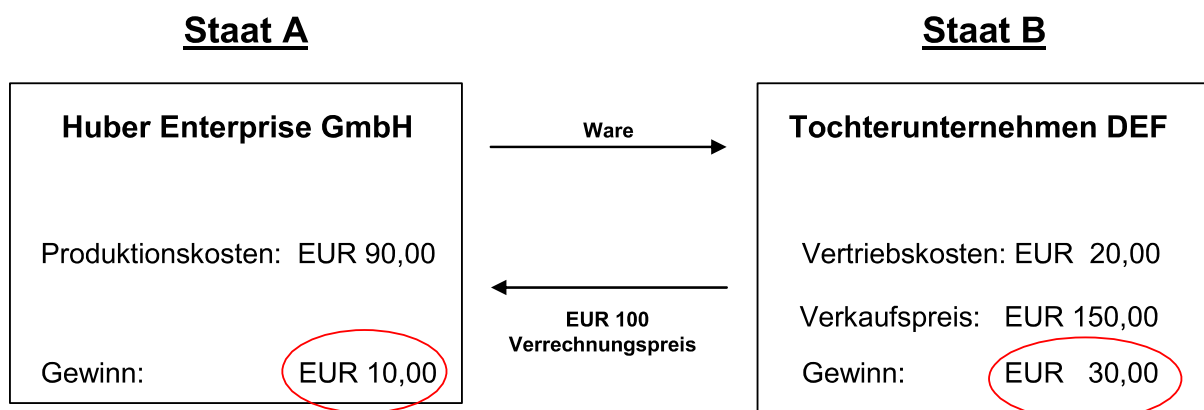 Staat A
Huber Enterprise GmbH
Produktionskosten: EUR 90,00
Gewinn: EUR 10,00
Ware
EUR 100
Verrechnungspreis
Staat B
Tochterunternehmen DEF
Vertriebskosten: EUR 20,00
Verkaufspreis: EUR 150,00
Gewinn: EUR 30,00